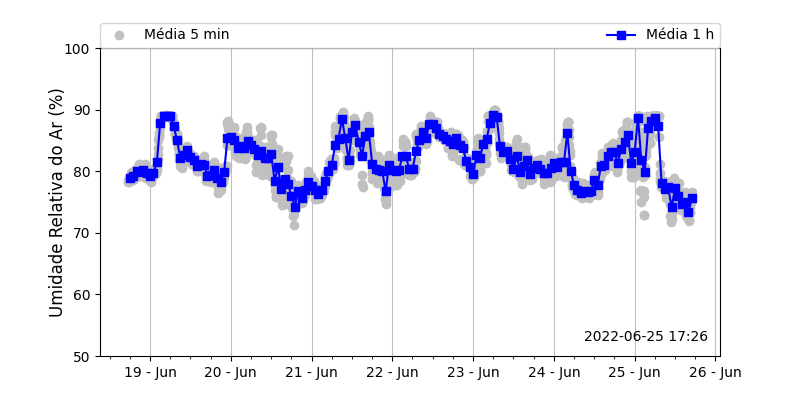 Média 5 min
Média 1 h
Umidade Relativa do Ar (%)
100
90
80
70
60
50
2022-06-25 17:26
19 - Jun
20 - Jun
21 - Jun
22 - Jun
23 - Jun
24 - Jun
25 - Jun
26 - Jun